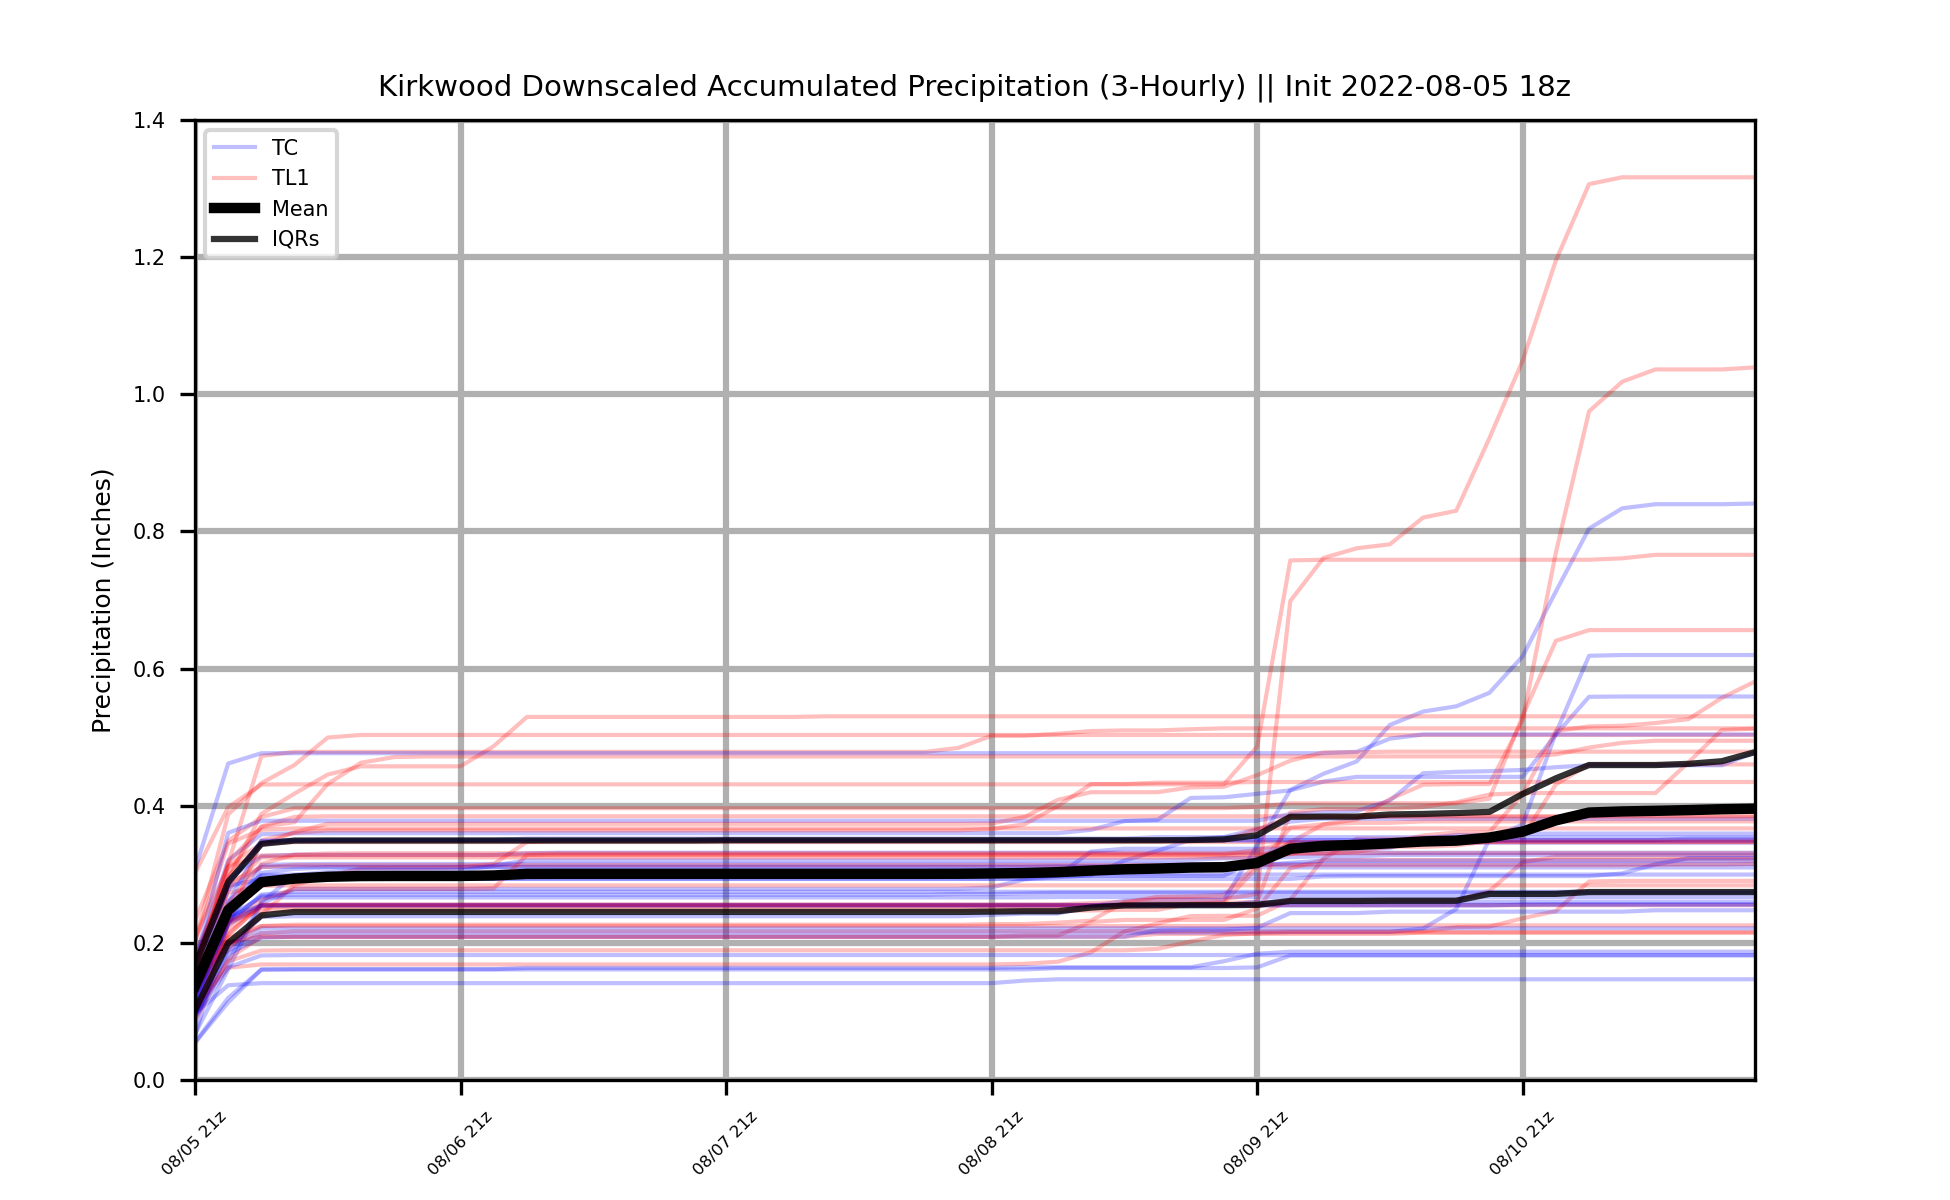 Kirkwood Downscaled Accumulated Precipitation (3-Hourly) || Init 2022-08-05 18z
1.4
1.2
1.0
0.8
0.6
0.4
0.2
0.0
Precipitation (Inches)
TC
TL1
Mean
IQRs
08/05 21z
08/06 21z
08/07 21z
08/08 21z
08/09 21z
08/10 21z